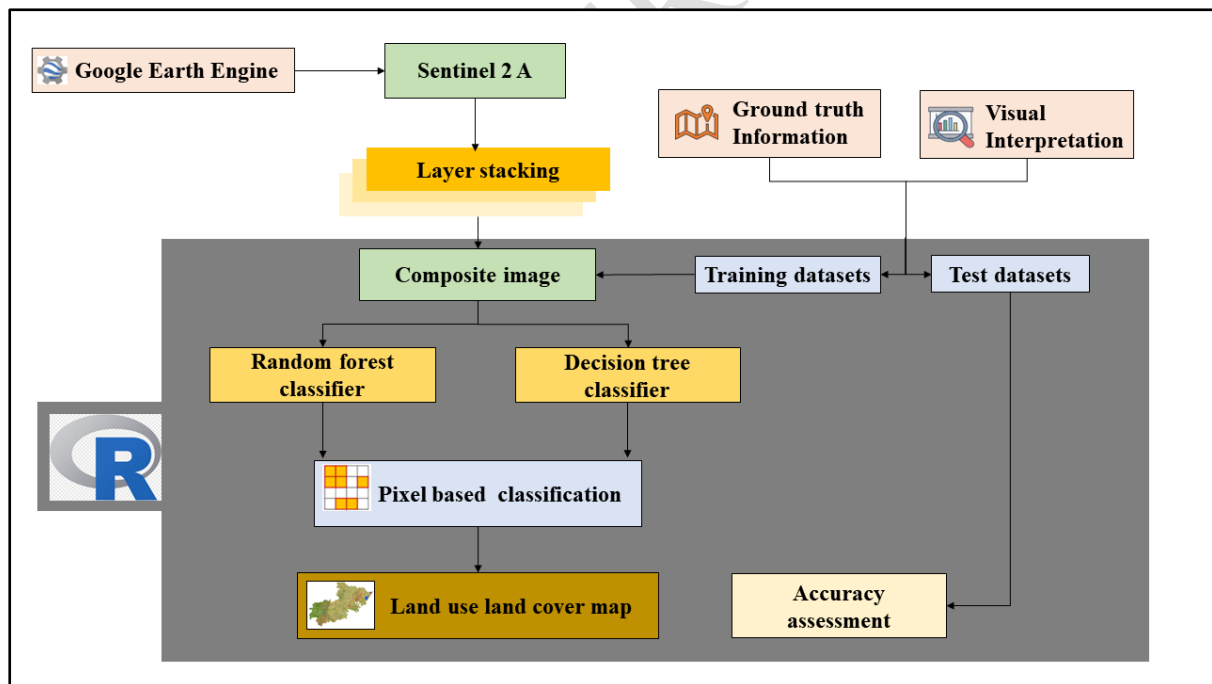 Google Earth Engine
Sentinel 2 A
Ground truth
Information
Visual
Interpretation
Layer stacking
Composite image
Training datasets
Test datasets
Random forest
classifier
Decision tree
classifier
R
Pixel based classification
Land use land cover map
Accuracy
assessment